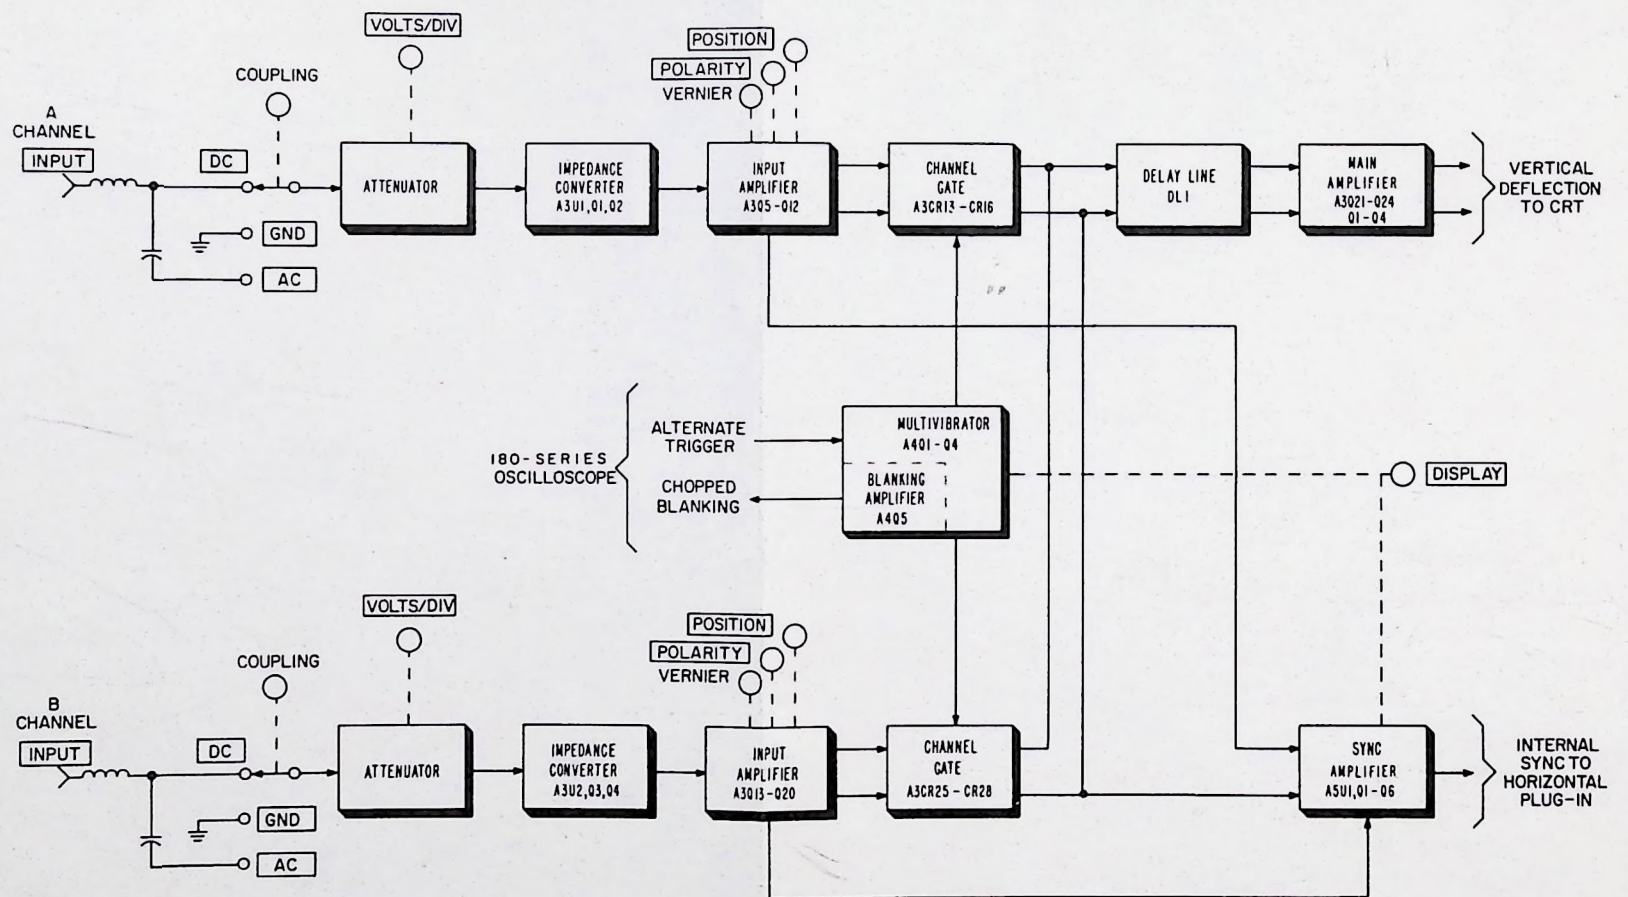 VOLTS/DIV
COUPLING
POSITION
POLARITY
VERNIER
A
CHANNEL
INPUT
DC
GND
AC
ATTENUATOR
IMPEDANCE
CONVERTER
A3U1,Q1,Q2
INPUT
AMPLIFIER
A3Q5-Q12
CHANNEL
GATE
A3CR13-CR16
DELAY LINE
DL1
MAIN
AMPLIFIER
A3Q21-Q24
Q1-Q4
VERTICAL
DEFLECTION
TO CRT
180-SERIES
OSCILLOSCOPE
ALTERNATE
TRIGGER
CHOPPED
BLANKING
MULTIVIBRATOR
A4Q1-Q4
BLANKING
AMPLIFIER
A4Q5
DISPLAY
VOLTS/DIV
COUPLING
POSITION
POLARITY
VERNIER
B
CHANNEL
INPUT
DC
GND
AC
ATTENUATOR
IMPEDANCE
CONVERTER
A3U2,Q3,Q4
INPUT
AMPLIFIER
A3Q13-Q20
CHANNEL
GATE
A3CR25-CR28
SYNC
AMPLIFIER
A5U1,Q1-Q6
INTERNAL
SYNC TO
HORIZONTAL
PLUG-IN